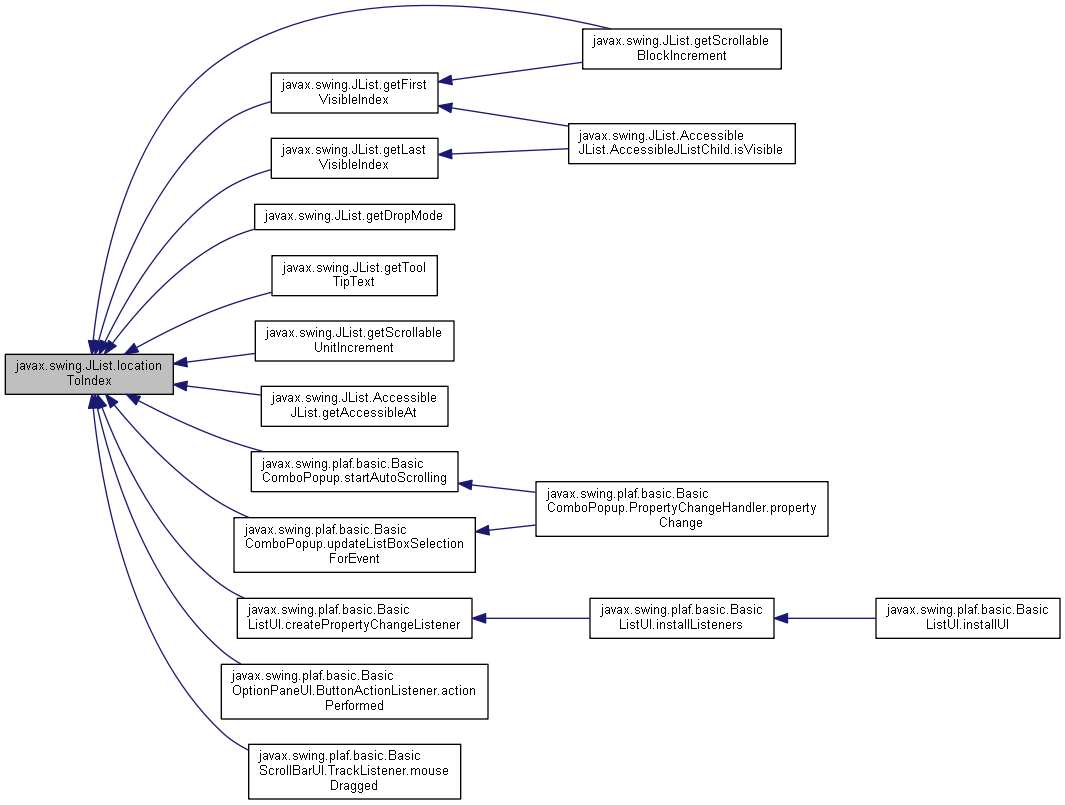 javax.swing.JList.getScrollable
BlockIncrement
javax.swing.JList.getFirst
VisibleIndex
javax.swing.JList.Accessible
JList.AccessibleJListChild.isVisible
javax.swing.JList.getLast
VisibleIndex
javax.swing.JList.getDropMode
javax.swing.JList.getTool
TipText
javax.swing.JList.getScrollable
UnitIncrement
javax.swing.JList.location
ToIndex
javax.swing.JList.Accessible
JList.getAccessibleAt
javax.swing.plaf.basic.Basic
ComboPopup.startAutoScrolling
javax.swing.plaf.basic.Basic
ComboPopup.PropertyChangeHandler.property
Change
javax.swing.plaf.basic.Basic
ComboPopup.updateListBoxSelection
ForEvent
javax.swing.plaf.basic.Basic
ListUI.createPropertyChangeListener
javax.swing.plaf.basic.Basic
ListUI.installListeners
javax.swing.plaf.basic.Basic
ListUI.installUI
javax.swing.plaf.basic.Basic
OptionPaneUI.ButtonActionListener.action
Performed
javax.swing.plaf.basic.Basic
ScrollBarUI.TrackListener.mouse
Dragged